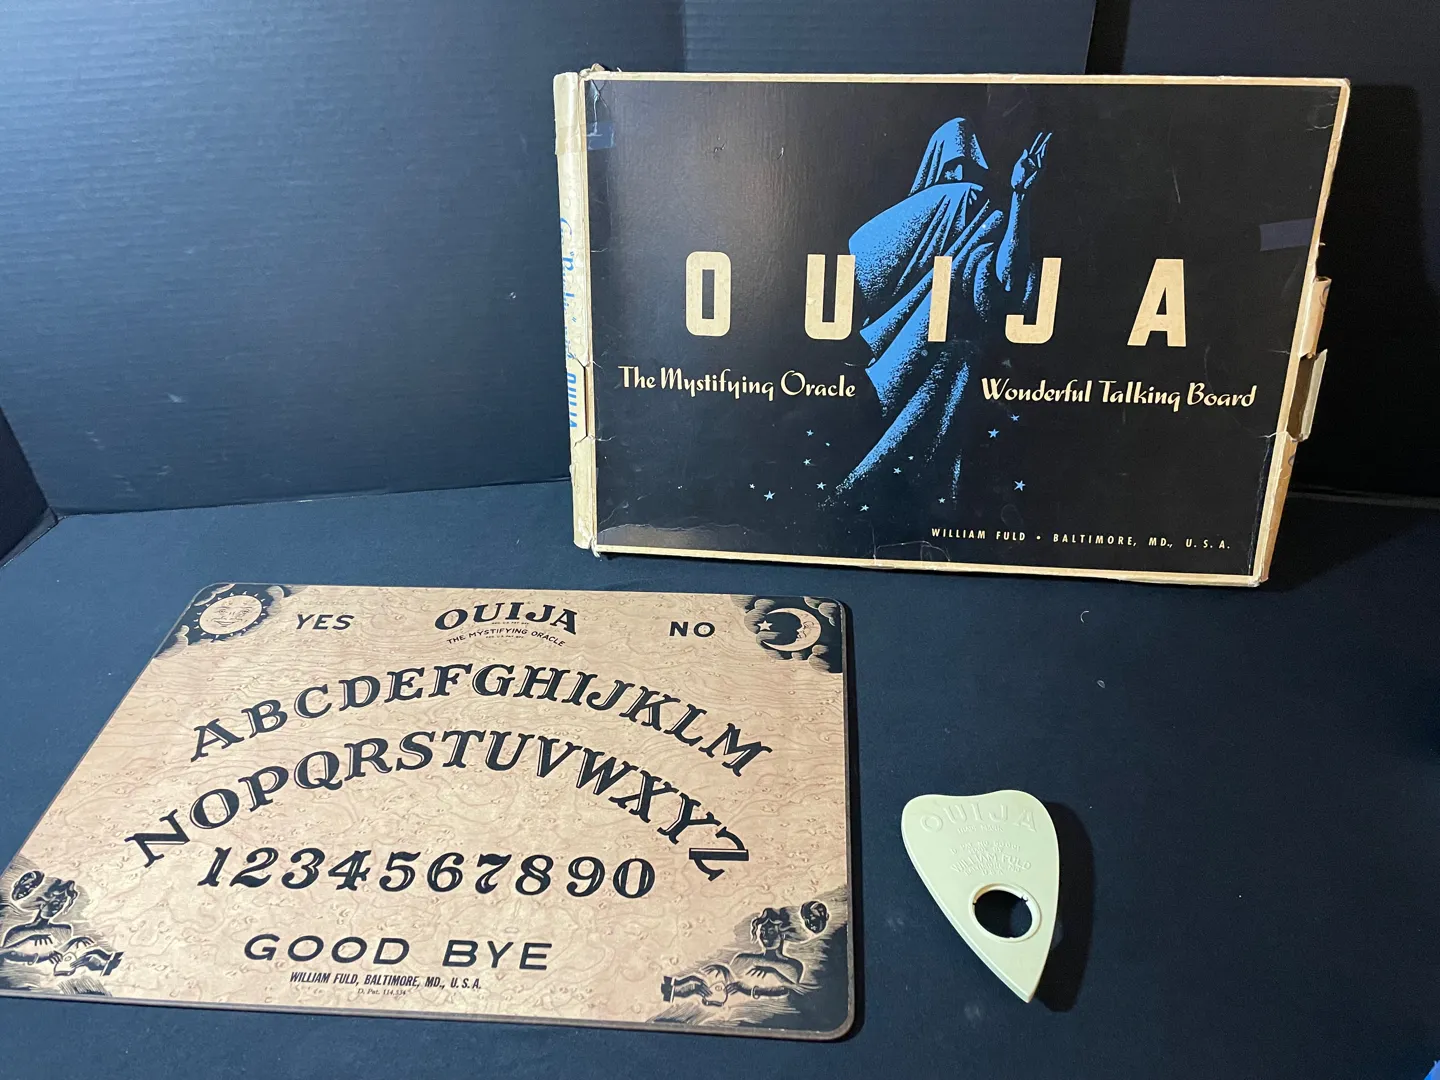 OUIJA
The Mystifying Oracle
Wonderful Talking Board
WILLIAM FULD • BALTIMORE, MD., U.S.A.
OUIJA
YES
OUIJA
THE MYSTIFYING ORACLE
NO
ABCDEFGHIJKLM
NOPQRSTUVWXYZ
1234567890
GOOD BYE
WILLIAM FULD, BALTIMORE, MD., U.S.A.
OUIJA
WILLIAM FULD